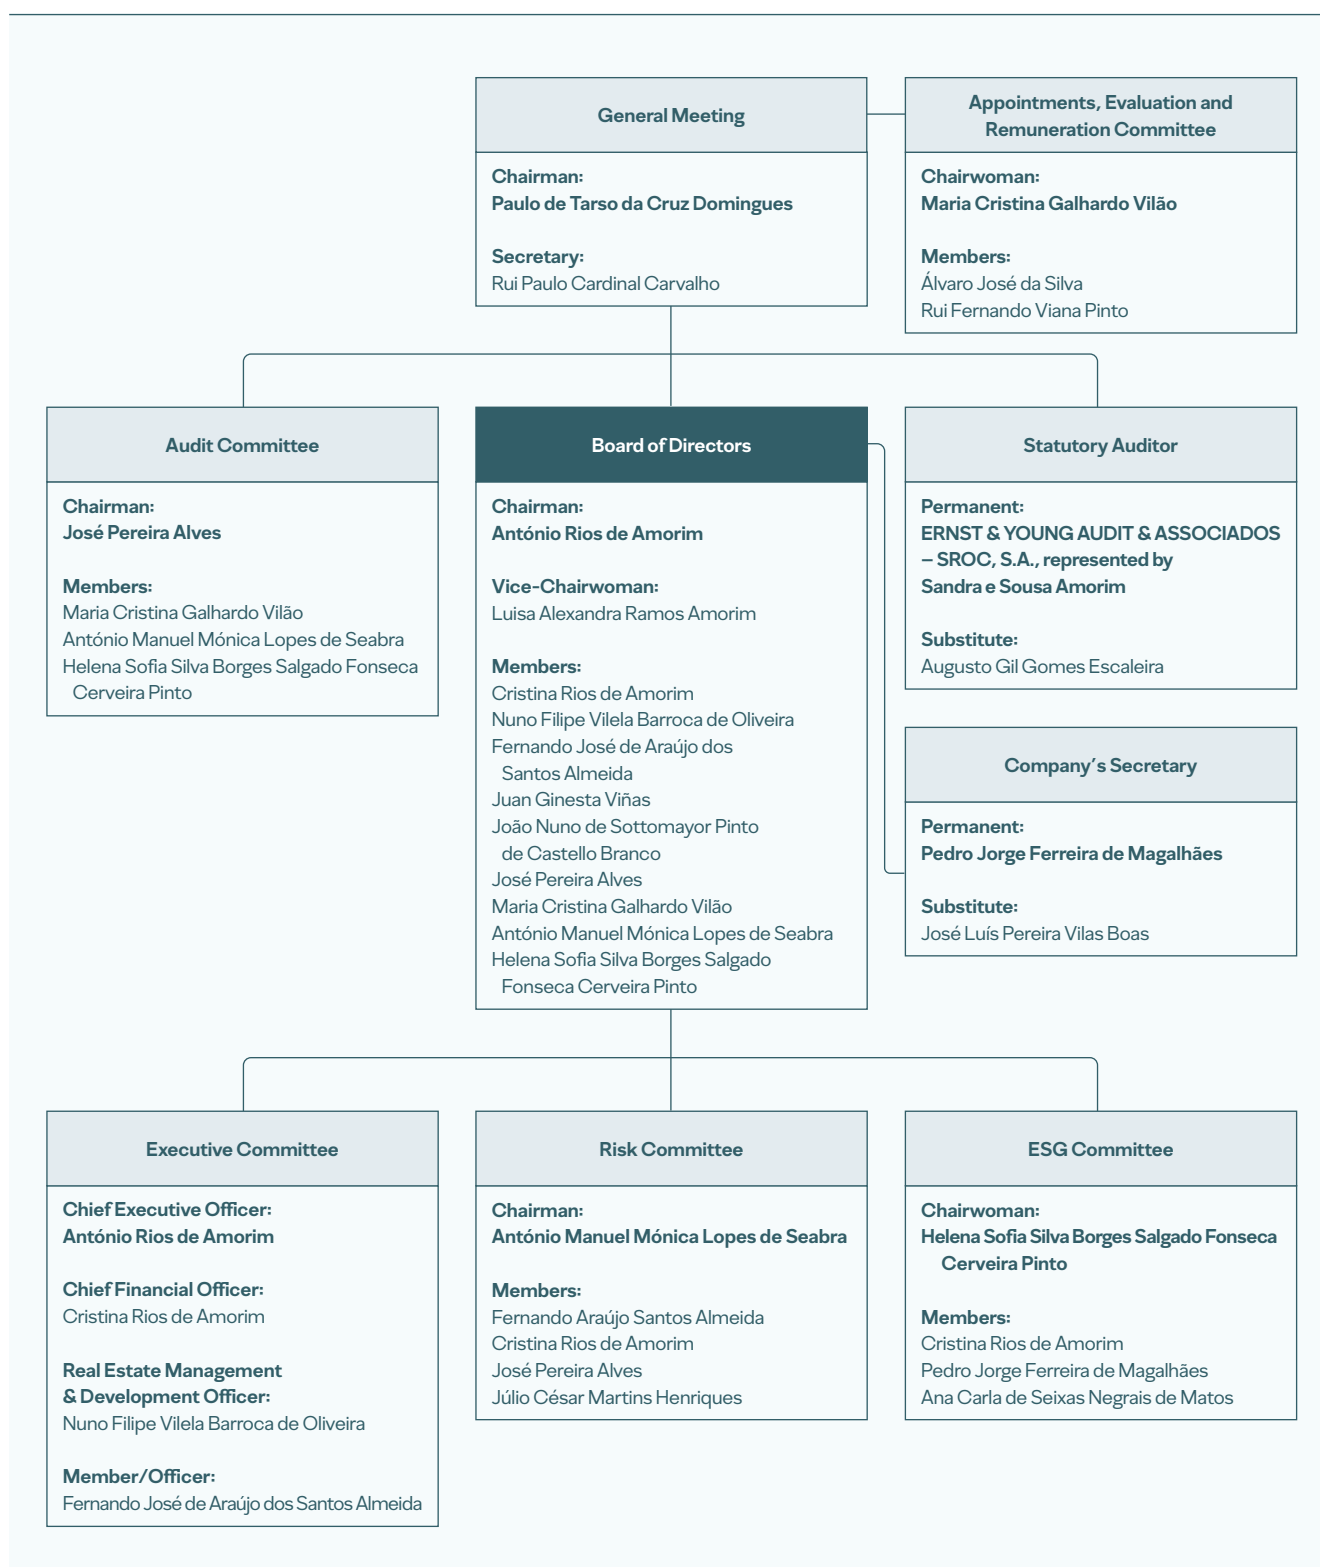 General Meeting
Chairman:
Paulo de Tarso da Cruz Domingues
Secretary:
Rui Paulo Cardinal Carvalho
Appointments, Evaluation and
Remuneration Committee
Chairwoman:
Maria Cristina Galhardo Vilão
Members:
Álvaro José da Silva
Rui Fernando Viana Pinto
Audit Committee
Chairman:
José Pereira Alves
Members:
Maria Cristina Galhardo Vilão
António Manuel Mónica Lopes de Seabra
Helena Sofia Silva Borges Salgado Fonseca
Cerveira Pinto
Board of Directors
Chairman:
António Rios de Amorim
Vice-Chairwoman:
Luisa Alexandra Ramos Amorim
Members:
Cristina Rios de Amorim
Nuno Filipe Vilela Barroca de Oliveira
Fernando José de Araújo dos
Santos Almeida
Juan Ginesta Viñas
João Nuno de Sottomayor Pinto
de Castello Branco
José Pereira Alves
Maria Cristina Galhardo Vilão
António Manuel Mónica Lopes de Seabra
Helena Sofia Silva Borges Salgado
Fonseca Cerveira Pinto
Statutory Auditor
Permanent:
ERNST & YOUNG AUDIT & ASSOCIADOS
– SROC, S.A., represented by
Sandra e Sousa Amorim
Substitute:
Augusto Gil Gomes Escaleira
Company’s Secretary
Permanent:
Pedro Jorge Ferreira de Magalhães
Substitute:
José Luís Pereira Vilas Boas
Executive Committee
Chief Executive Officer:
António Rios de Amorim
Chief Financial Officer:
Cristina Rios de Amorim
Real Estate Management
& Development Officer:
Nuno Filipe Vilela Barroca de Oliveira
Member/Officer:
Fernando José de Araújo dos Santos Almeida
Risk Committee
Chairman:
António Manuel Mónica Lopes de Seabra
Members:
Fernando Araújo Santos Almeida
Cristina Rios de Amorim
José Pereira Alves
Júlio César Martins Henriques
ESG Committee
Chairwoman:
Helena Sofia Silva Borges Salgado Fonseca
Cerveira Pinto
Members:
Cristina Rios de Amorim
Pedro Jorge Ferreira de Magalhães
Ana Carla de Seixas Negrais de Matos